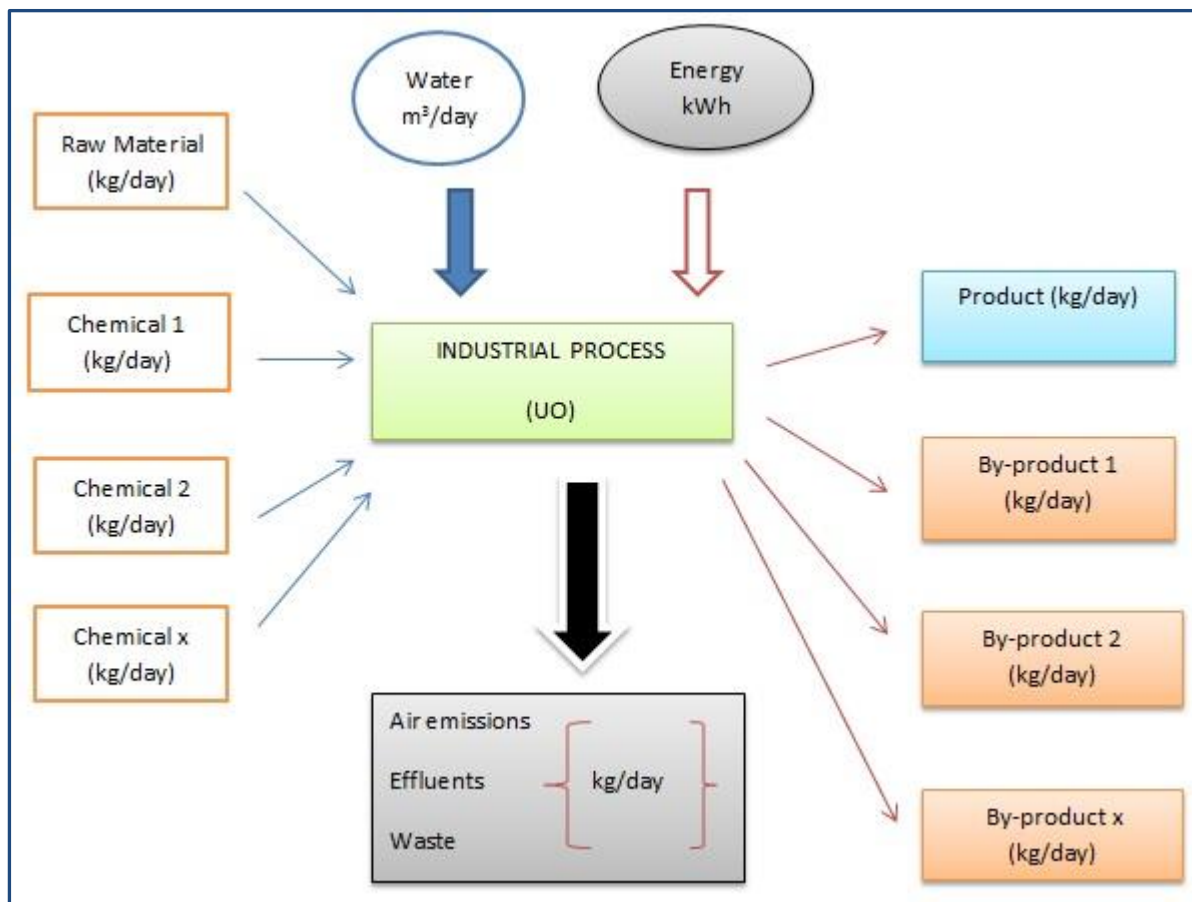 Water
m³/day
Energy
kWh
Raw Material
(kg/day)
Chemical 1
(kg/day)
Chemical 2
(kg/day)
Chemical x
(kg/day)
INDUSTRIAL PROCESS
(UO)
Product (kg/day)
By-product 1
(kg/day)
By-product 2
(kg/day)
By-product x
(kg/day)
Air emissions
Effluents kg/day
Waste